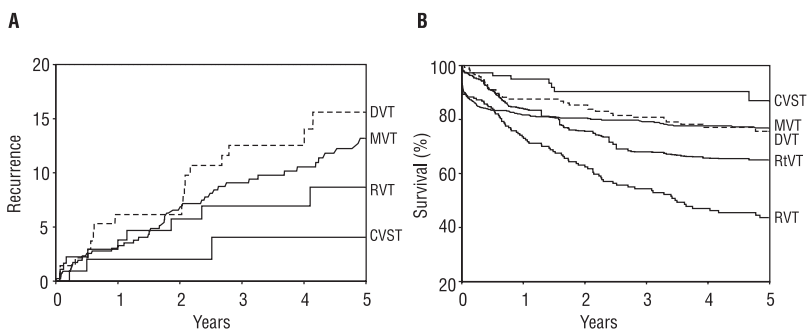 A
Recurrence
20
15
10
5
0
0 1 2 3 4 5
Years
DVT
MVT
RVT
CVST
B
Survival (%)
100
80
60
40
20
0 1 2 3 4 5
Years
CVST
MVT
DVT
RtVT
RVT